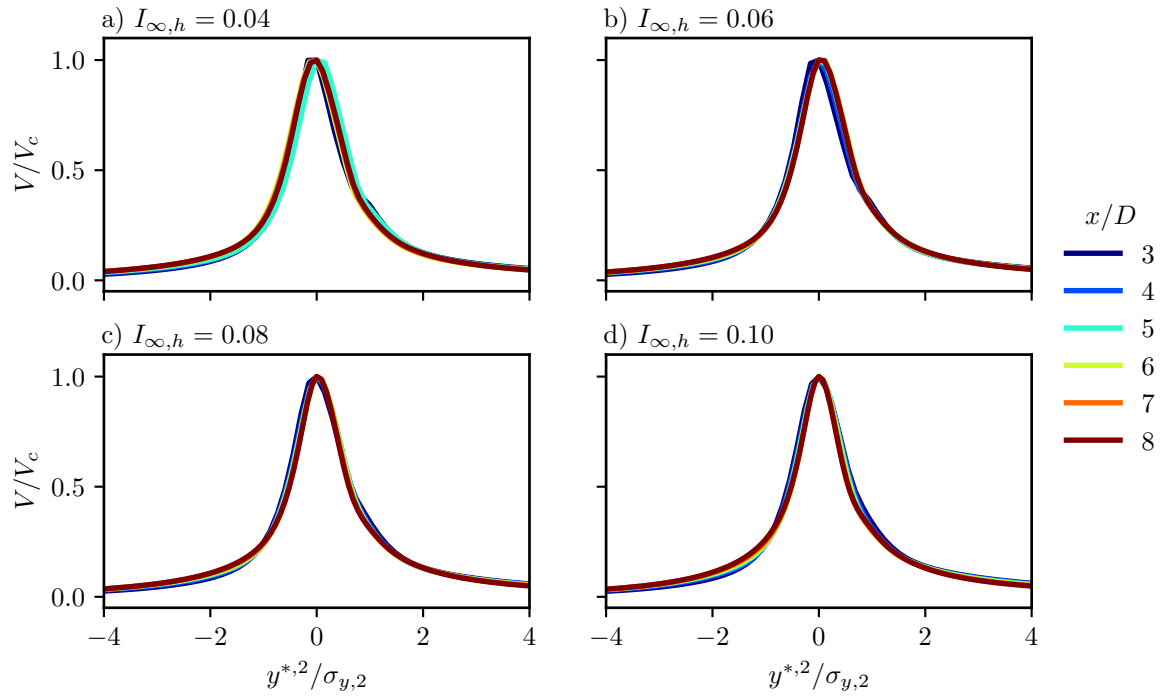 a) I∞,h = 0.04
b) I∞,h = 0.06
1.0
0.5
0.0
V/Vc
−4 −2 0 2 4
−4 −2 0 2 4
c) I∞,h = 0.08
d) I∞,h = 0.10
1.0
0.5
0.0
V/Vc
y*,2/σy,2
y*,2/σy,2
x/D
3
4
5
6
7
8